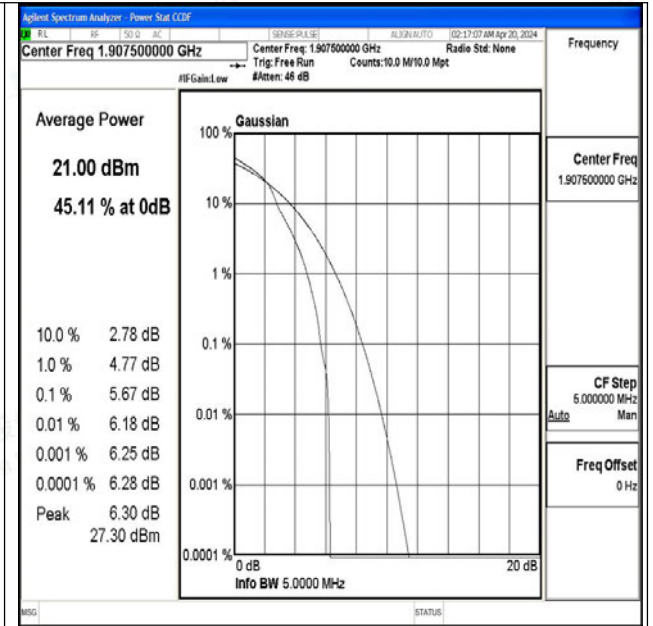 Agilent Spectrum Analyzer - Power Stat CCDF
RL RF 50 Ω AC SENSE:PULSE ALIGN AUTO 02:17:07 AM Apr 20, 2024
Center Freq 1.907500000 GHz
Center Freq: 1.907500000 GHz Radio Std: None
Trig: Free Run Counts:10.0 M/10.0 Mpt
#IFGain:Low #Atten: 46 dB
Frequency
Average Power
21.00 dBm
45.11 % at 0dB
10.0 % 2.78 dB
1.0 % 4.77 dB
0.1 % 5.67 dB
0.01 % 6.18 dB
0.001 % 6.25 dB
0.0001 % 6.28 dB
Peak 6.30 dB
27.30 dBm
Gaussian
100 %
10 %
1 %
0.1 %
0.01 %
0.001 %
0.0001 %
0 dB 20 dB
Info BW 5.0000 MHz
Center Freq
1.907500000 GHz
CF Step
5.000000 MHz
Auto Man
Freq Offset
0 Hz
MSG STATUS